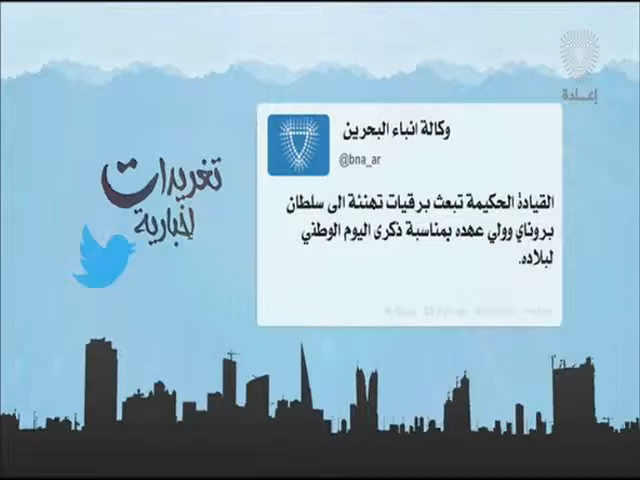 إعادة
وكالة انباء البحرين
@bna_ar
القيادة الحكيمة تبعث برقيات تهنئة الى سلطان
بروناي وولي عهده بمناسبة ذكرى اليوم الوطني
لبلاده.
تغريدات
إخبارية